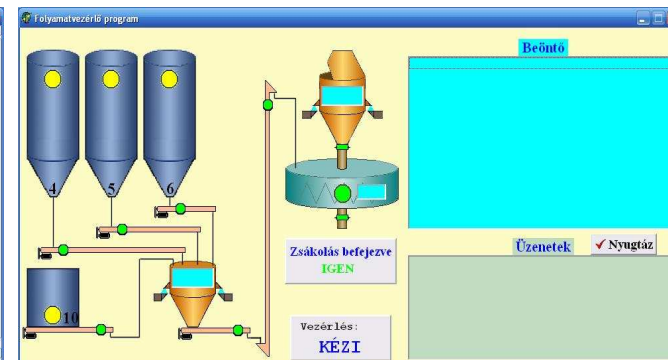 Folyamatvezérlő program
Beöntő
4
5
6
10
Zsákolás befejezve
IGEN
Üzenetek
Nyugtáz
Vezérlés:
KÉZI